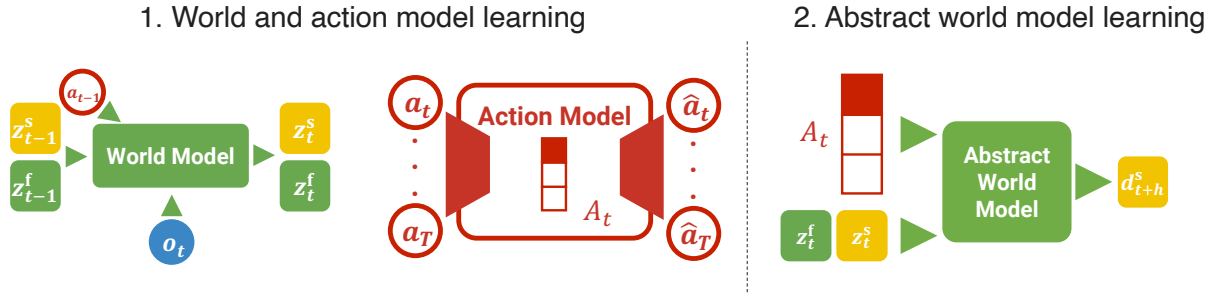 1. World and action model learning
a_{t-1}
z^s_{t-1}
z^f_{t-1}
World Model
z^s_t
z^f_t
o_t
a_t
a_T
Action Model
A_t
â_t
â_T
2. Abstract world model learning
A_t
z^f_t
z^s_t
Abstract
World
Model
d^s_{t+h}